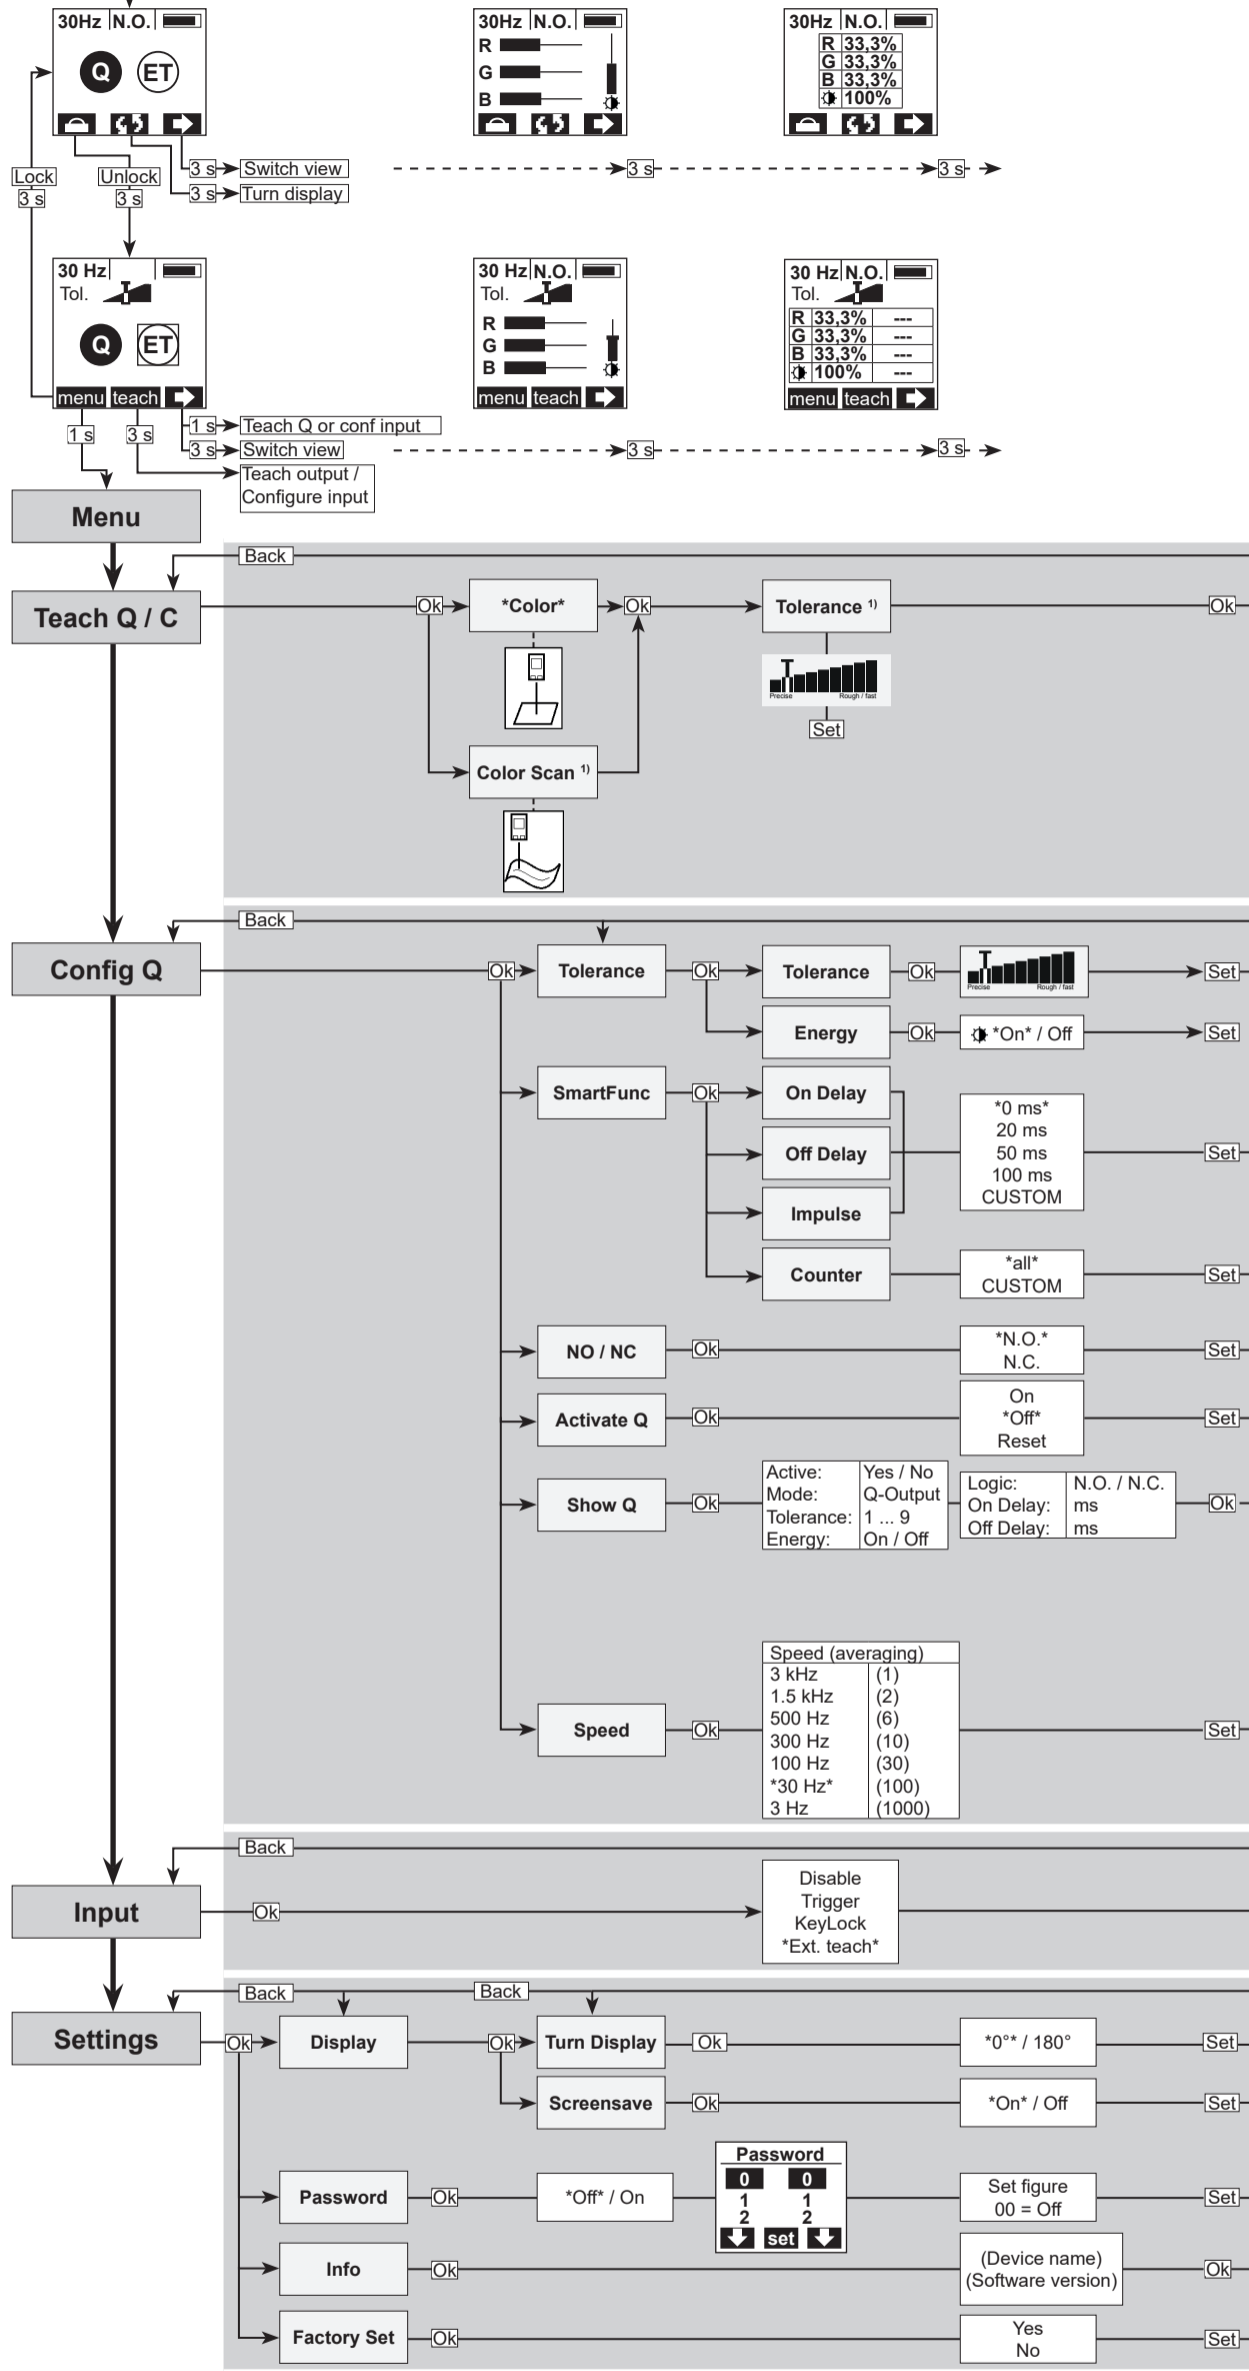 30Hz N.O.
Q ET
30Hz N.O.
R
G
B
30Hz N.O.
R 33,3%
G 33,3%
B 33,3%
100%
Lock
3 s
Unlock
3 s
3 s Switch view
3 s Turn display
3 s
3 s
30 Hz
Tol.
Q ET
menu teach
30 Hz N.O.
Tol.
R
G
B
menu teach
30 Hz N.O.
Tol.
R 33,3% ---
G 33,3% ---
B 33,3% ---
100% ---
menu teach
1 s
3 s
1 s Teach Q or conf input
3 s Switch view
3 s
3 s
Teach output /
Configure input
Menu
Back
Teach Q / C
Ok
*Color*
Ok
Tolerance 1)
Ok
Precise Rough / fast
Set
Color Scan 1)
Back
Config Q
Ok
Tolerance
Ok
Tolerance
Ok
Precise Rough / fast
Set
Energy
Ok
*On* / Off
Set
SmartFunc
Ok
On Delay
Off Delay
Impulse
*0 ms*
20 ms
50 ms
100 ms
CUSTOM
Set
Counter
*all*
CUSTOM
Set
NO / NC
Ok
*N.O.*
N.C.
Set
Activate Q
Ok
On
*Off*
Reset
Set
Show Q
Ok
Active: Yes / No
Mode: Q-Output
Tolerance: 1 ... 9
Energy: On / Off
Logic: N.O. / N.C.
On Delay: ms
Off Delay: ms
Ok
Speed
Ok
Speed (averaging)
3 kHz (1)
1.5 kHz (2)
500 Hz (6)
300 Hz (10)
100 Hz (30)
*30 Hz* (100)
3 Hz (1000)
Set
Back
Input
Ok
Disable
Trigger
KeyLock
*Ext. teach*
Back
Back
Settings
Ok
Display
Ok
Turn Display
Ok
*0°* / 180°
Set
Screensave
Ok
*On* / Off
Set
Password
Ok
*Off* / On
Password
0 0
1 1
2 2
set
Set figure
00 = Off
Set
Info
Ok
(Device name)
(Software version)
Ok
Factory Set
Ok
Yes
No
Set